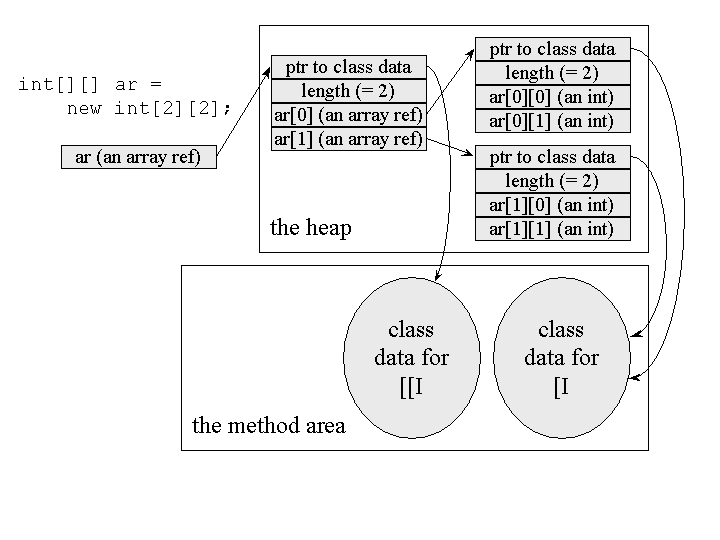 int[][] ar =
new int[2][2];
ar (an array ref)
ptr to class data
length (= 2)
ar[0] (an array ref)
ar[1] (an array ref)
ptr to class data
length (= 2)
ar[0][0] (an int)
ar[0][1] (an int)
ptr to class data
length (= 2)
ar[1][0] (an int)
ar[1][1] (an int)
the heap
class
data for
[[I
class
data for
[I
the method area